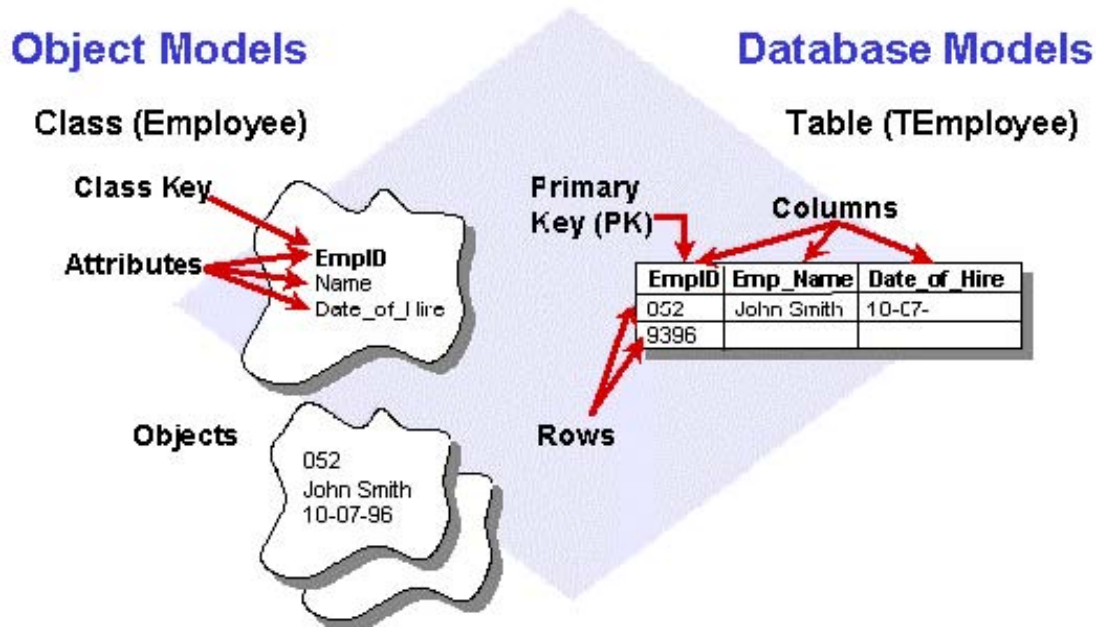 Object Models
Database Models
Class (Employee)
Table (TEmployee)
Class Key
Attributes
EmpID
Name
Date_of_Hire
Primary
Key (PK)
Columns
EmpID Emp_Name Date_of_Hire
052 John Smith 10-07-
9396
Rows
Objects
052
John Smith
10-07-96